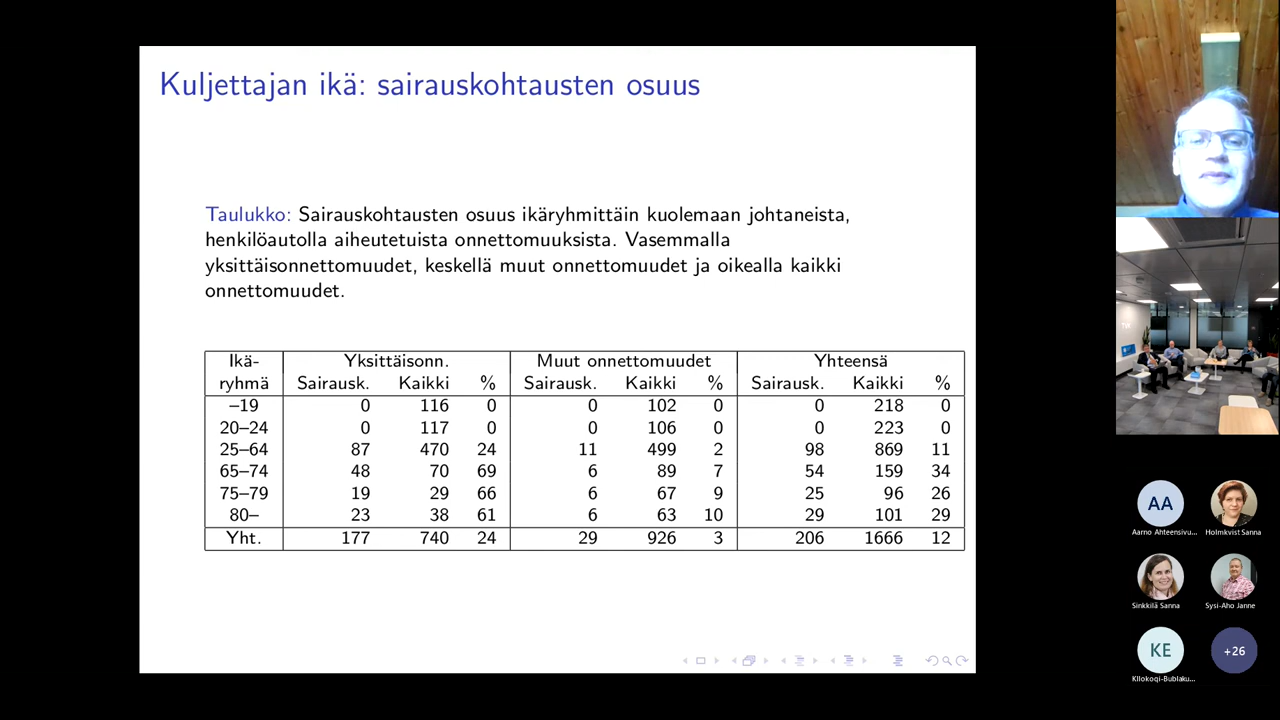 Kuljettajan ikä: sairauskohtausten osuus
Taulukko: Sairauskohtausten osuus ikäryhmittäin kuolemaan johtaneista,
henkilöautolla aiheutetuista onnettomuuksista. Vasemmalla
yksittäisonnettomuudet, keskellä muut onnettomuudet ja oikealla kaikki
onnettomuudet.
Ikä- Yksittäisonn. Muut onnettomuudet Yhteensä
ryhmä Sairausk. Kaikki % Sairausk. Kaikki % Sairausk. Kaikki %
–19 0 116 0 0 102 0 0 218 0
20–24 0 117 0 0 106 0 0 223 0
25–64 87 470 24 11 499 2 98 869 11
65–74 48 70 69 6 89 7 54 159 34
75–79 19 29 66 6 67 9 25 96 26
80– 23 38 61 6 63 10 29 101 29
Yht. 177 740 24 29 926 3 206 1666 12
AA
Aarno Ahteensivu... Holmkvist Sanna
Sinkkilä Sanna Sysi-Aho Janne
KE +26
Kllokoqi-Bublaku...